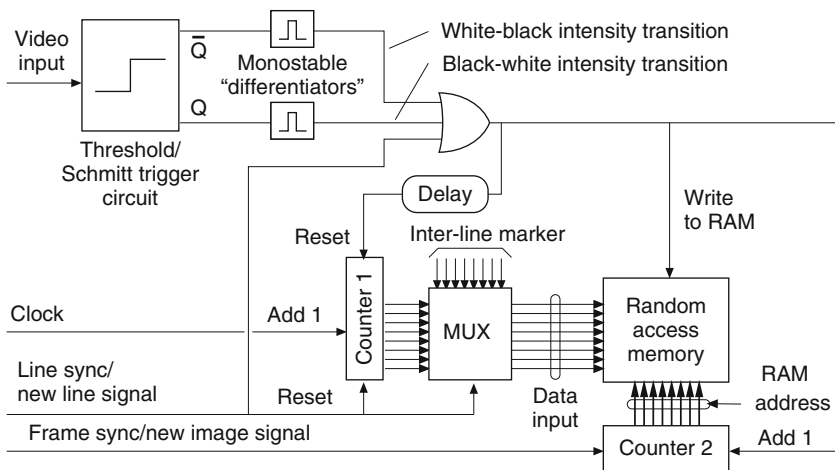 Video
input
Q̅
Q
Threshold/
Schmitt trigger
circuit
Monostable
“differentiators”
White-black intensity transition
Black-white intensity transition
Delay
Write
to RAM
Reset
Inter-line marker
Counter 1
MUX
Random
access
memory
Clock
Add 1
Line sync/
new line signal
Reset
Data
input
RAM
address
Frame sync/new image signal
Counter 2
Add 1